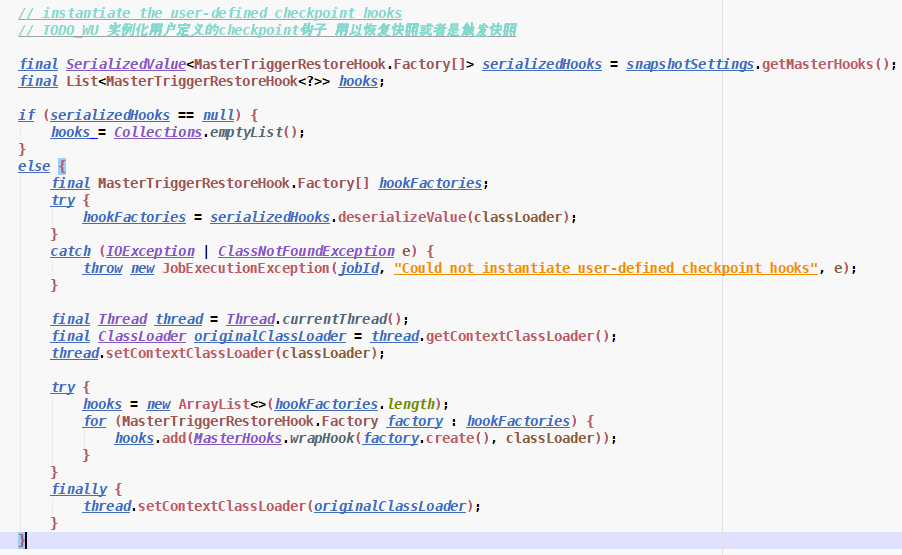 // instantiate the user-defined checkpoint hooks
// TODO_WU 实例化用户定义的checkpoint钩子 用以恢复快照或者是触发快照
final SerializedValue<MasterTriggerRestoreHook.Factory[]> serializedHooks = snapshotSettings.getMasterHooks();
final List<MasterTriggerRestoreHook<?>> hooks;
if (serializedHooks == null) {
hooks = Collections.emptyList();
}
else {
final MasterTriggerRestoreHook.Factory[] hookFactories;
try {
hookFactories = serializedHooks.deserializeValue(classLoader);
}
catch (IOException | ClassNotFoundException e) {
throw new JobExecutionException(jobId, "Could not instantiate user-defined checkpoint hooks", e);
}
final Thread thread = Thread.currentThread();
final ClassLoader originalClassLoader = thread.getContextClassLoader();
thread.setContextClassLoader(classLoader);
try {
hooks = new ArrayList<>(hookFactories.length);
for (MasterTriggerRestoreHook.Factory factory : hookFactories) {
hooks.add(MasterHooks.wrapHook(factory.create(), classLoader));
}
}
finally {
thread.setContextClassLoader(originalClassLoader);
}
}